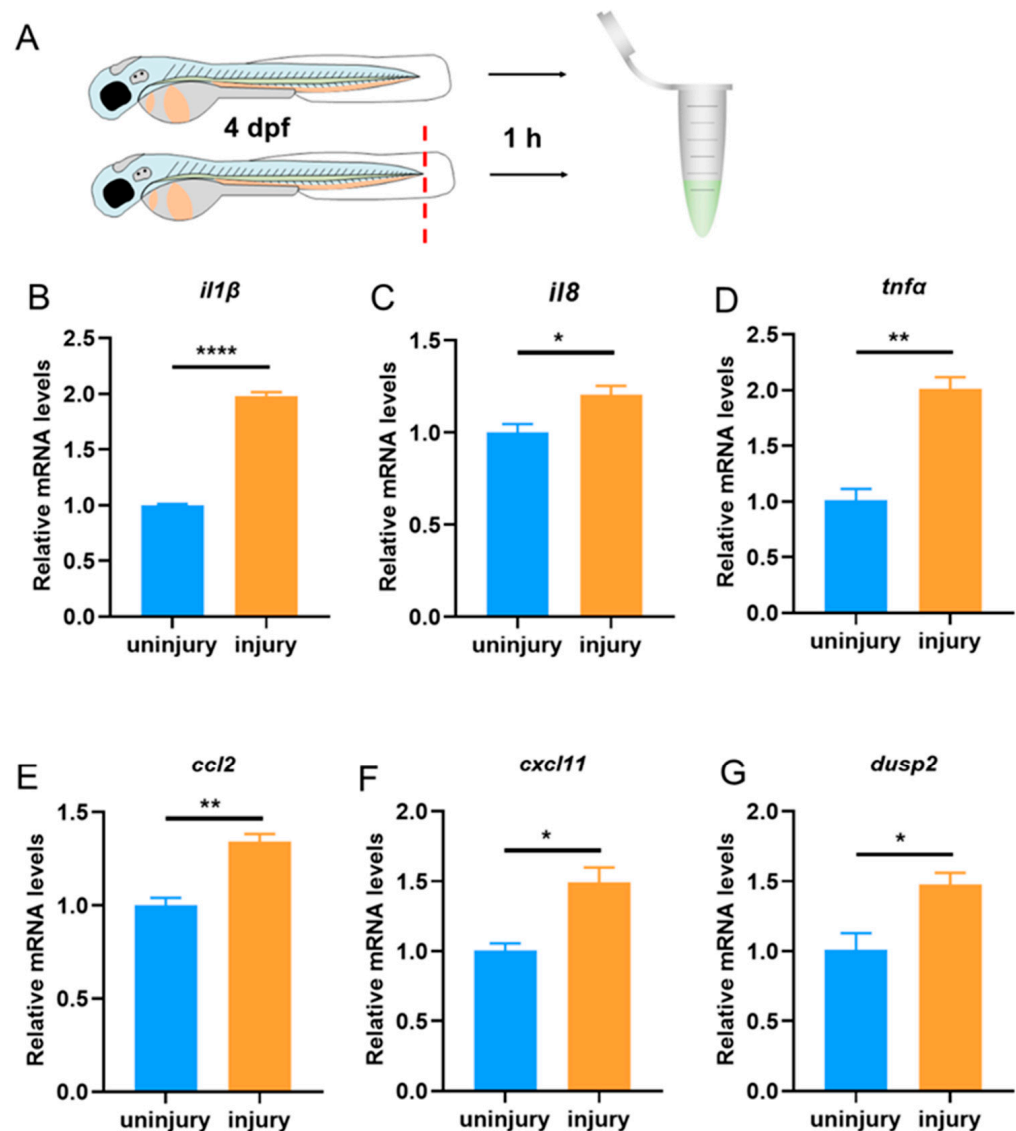 A
4 dpf
1 h
B
il1β
Relative mRNA levels
2.5
2.0
1.5
1.0
0.5
0.0
****
uninjury injury
C
il8
Relative mRNA levels
1.5
1.0
0.5
0.0
*
uninjury injury
D
tnfα
Relative mRNA levels
2.5
2.0
1.5
1.0
0.5
0.0
**
uninjury injury
E
ccl2
Relative mRNA levels
1.5
1.0
0.5
0.0
**
uninjury injury
F
cxcl11
Relative mRNA levels
2.0
1.5
1.0
0.5
0.0
*
uninjury injury
G
dusp2
Relative mRNA levels
2.0
1.5
1.0
0.5
0.0
*
uninjury injury